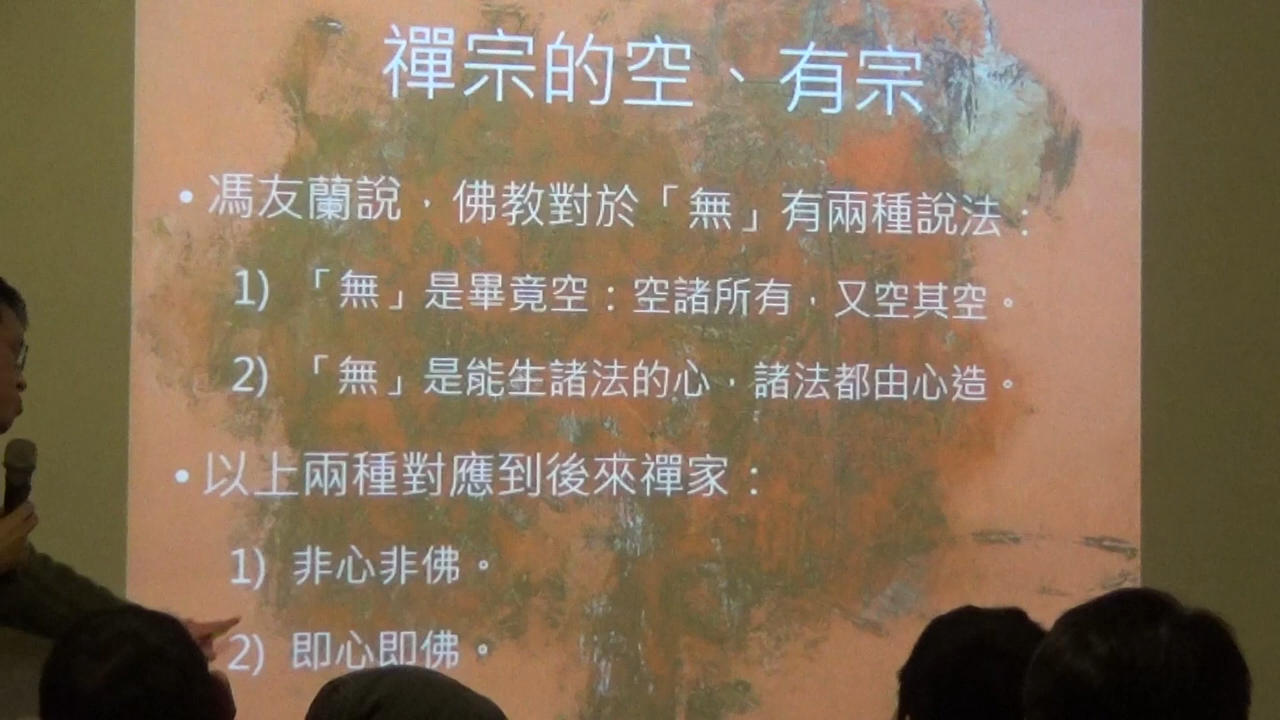 禪宗的空、有宗
• 馮友蘭說，佛教對於「無」有兩種說法：
1) 「無」是畢竟空：空諸所有，又空其空。
2) 「無」是能生諸法的心，諸法都由心造。
• 以上兩種對應到後來禪家：
1) 非心非佛。
2) 即心即佛。